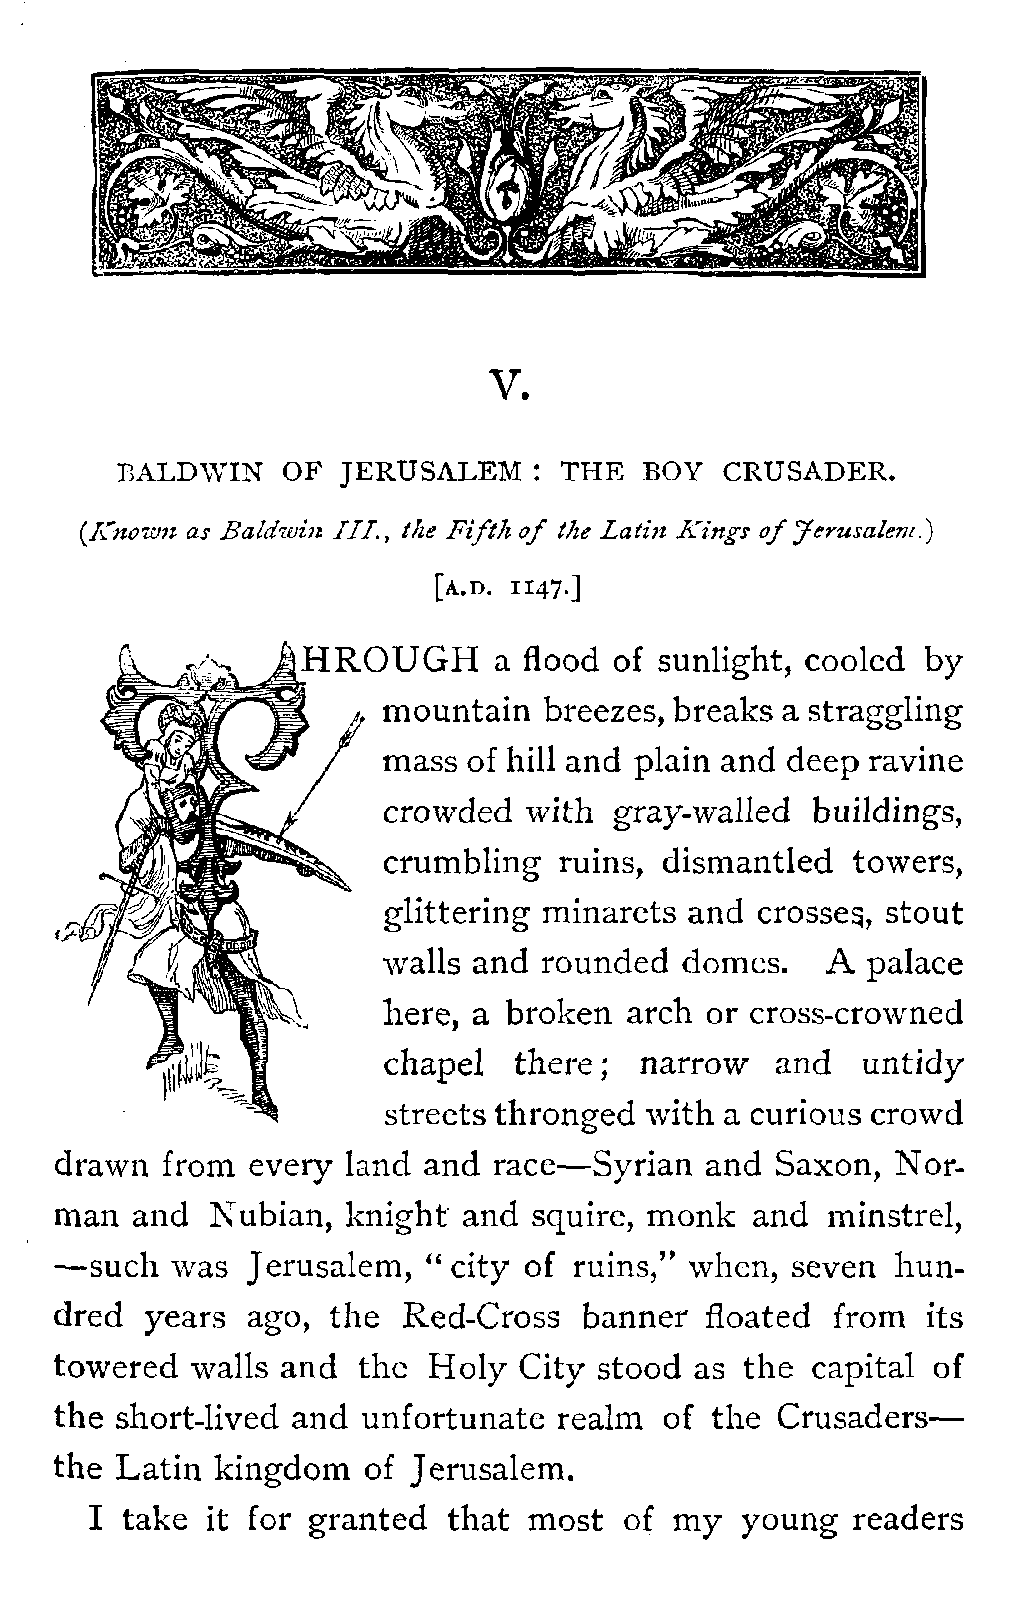 V.
BALDWIN OF JERUSALEM : THE BOY CRUSADER.
(Known as Baldwin III., the Fifth of the Latin Kings of Jerusalem.)
[A.D. 1147.]
THROUGH a flood of sunlight, cooled by
mountain breezes, breaks a straggling
mass of hill and plain and deep ravine
crowded with gray-walled buildings,
crumbling ruins, dismantled towers,
glittering minarets and crosses, stout
walls and rounded domes. A palace
here, a broken arch or cross-crowned
chapel there; narrow and untidy
streets thronged with a curious crowd
drawn from every land and race—Syrian and Saxon, Nor-
man and Nubian, knight and squire, monk and minstrel,
—such was Jerusalem, "city of ruins," when, seven hun-
dred years ago, the Red-Cross banner floated from its
towered walls and the Holy City stood as the capital of
the short-lived and unfortunate realm of the Crusaders—
the Latin kingdom of Jerusalem.
I take it for granted that most of my young readers